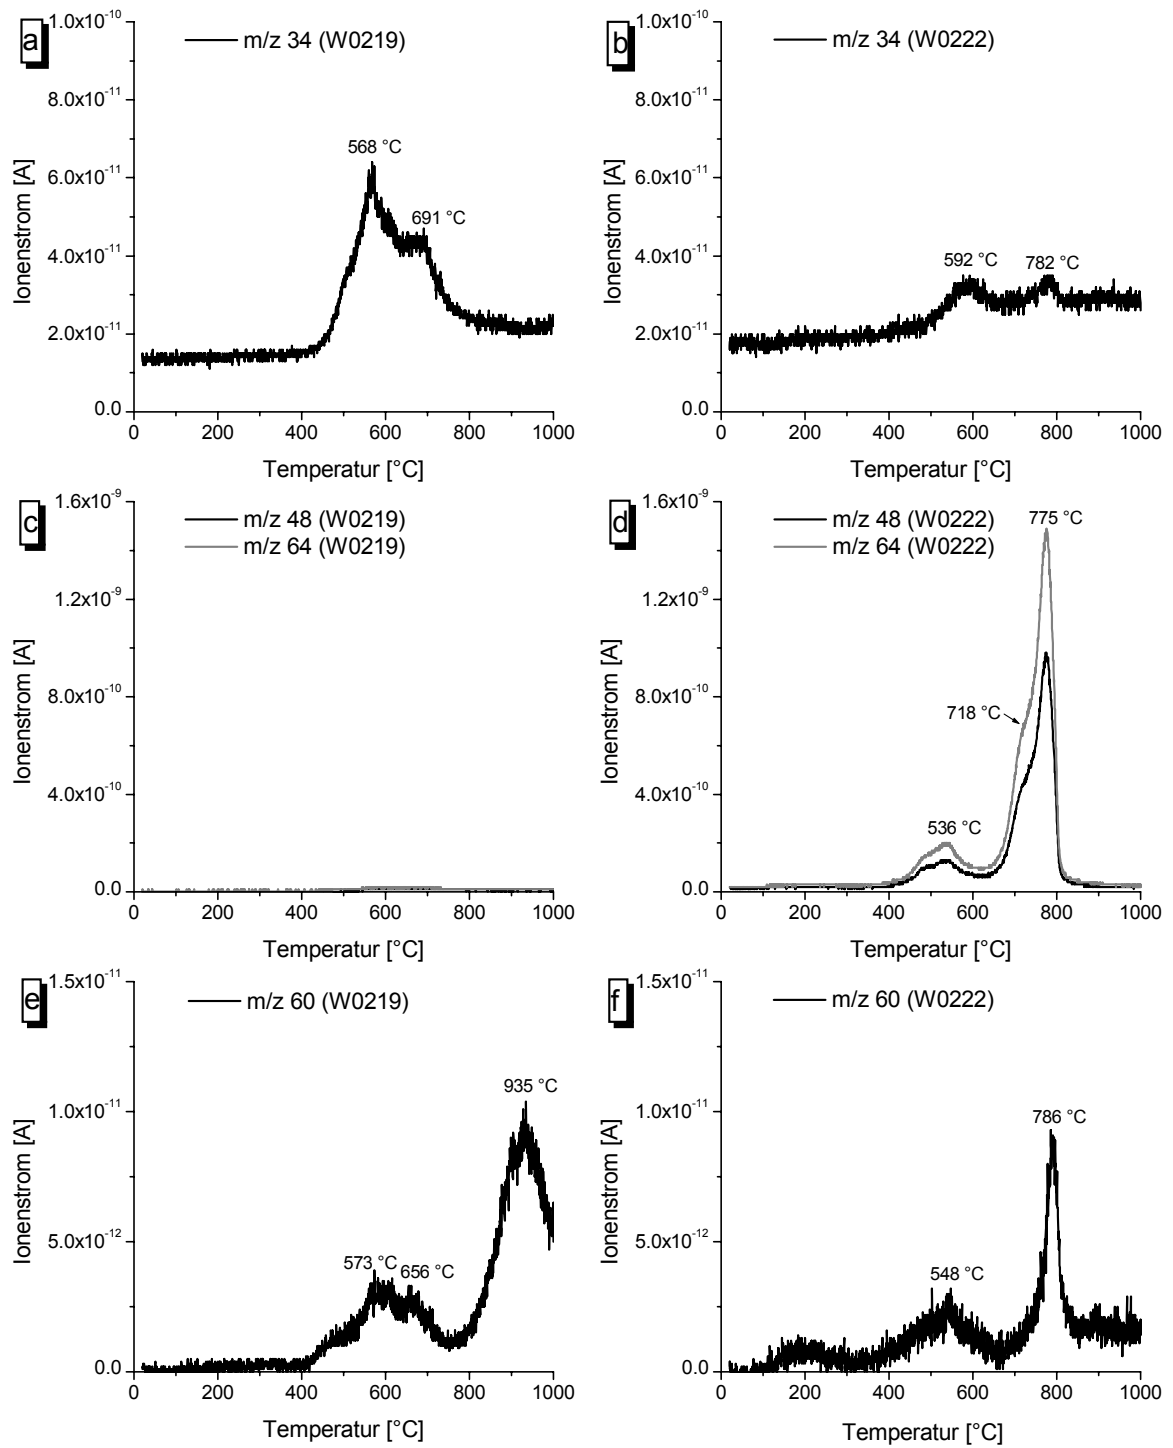 a
m/z 34 (W0219)
1.0x10⁻¹⁰
8.0x10⁻¹¹
6.0x10⁻¹¹
4.0x10⁻¹¹
2.0x10⁻¹¹
0.0
Ionenstrom [A]
568 °C
691 °C
0 200 400 600 800 1000
Temperatur [°C]
b
m/z 34 (W0222)
1.0x10⁻¹⁰
8.0x10⁻¹¹
6.0x10⁻¹¹
4.0x10⁻¹¹
2.0x10⁻¹¹
0.0
Ionenstrom [A]
592 °C
782 °C
0 200 400 600 800 1000
Temperatur [°C]
c
m/z 48 (W0219)
m/z 64 (W0219)
1.6x10⁻⁹
1.2x10⁻⁹
8.0x10⁻¹⁰
4.0x10⁻¹⁰
0.0
Ionenstrom [A]
0 200 400 600 800 1000
Temperatur [°C]
d
m/z 48 (W0222)
m/z 64 (W0222)
1.6x10⁻⁹
1.2x10⁻⁹
8.0x10⁻¹⁰
4.0x10⁻¹⁰
0.0
Ionenstrom [A]
775 °C
718 °C
536 °C
0 200 400 600 800 1000
Temperatur [°C]
e
m/z 60 (W0219)
1.5x10⁻¹¹
1.0x10⁻¹¹
5.0x10⁻¹²
0.0
Ionenstrom [A]
935 °C
573 °C
656 °C
0 200 400 600 800 1000
Temperatur [°C]
f
m/z 60 (W0222)
1.5x10⁻¹¹
1.0x10⁻¹¹
5.0x10⁻¹²
0.0
Ionenstrom [A]
786 °C
548 °C
0 200 400 600 800 1000
Temperatur [°C]